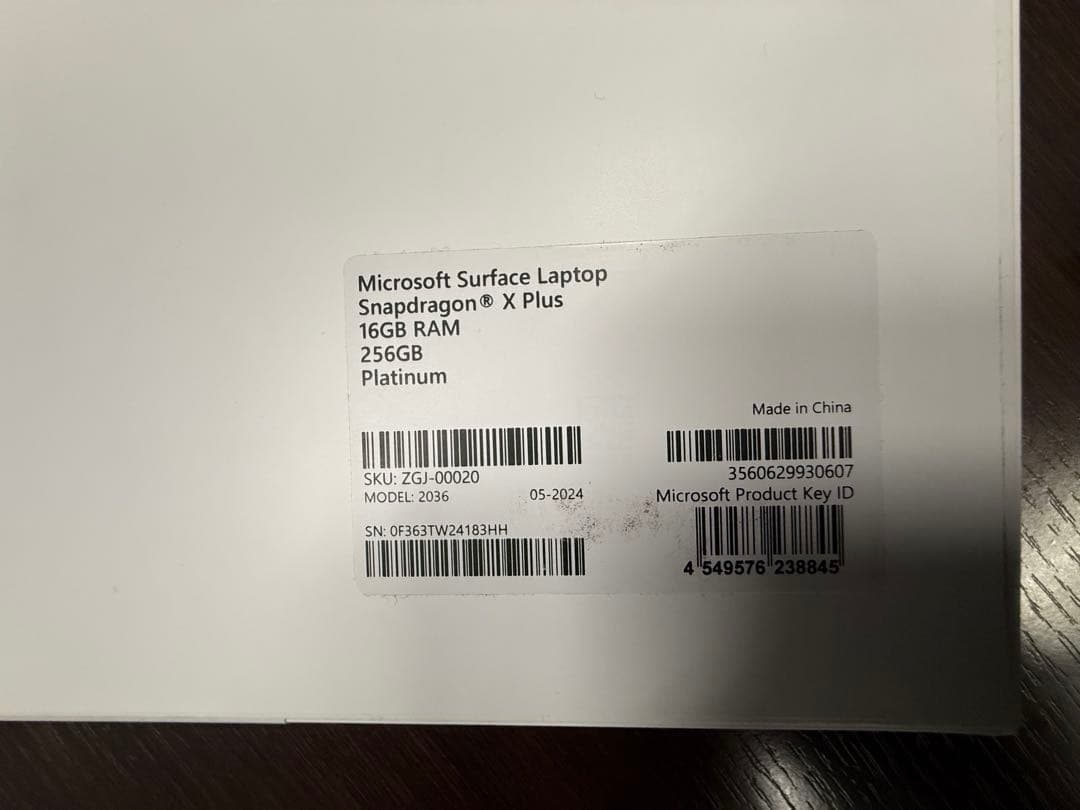 Microsoft Surface Laptop
Snapdragon® X Plus
16GB RAM
256GB
Platinum
Made in China
SKU: ZGJ-00020
MODEL: 2036 05-2024
3560629930607
Microsoft Product Key ID
SN: 0F363TW24183HH
4 549576 238845